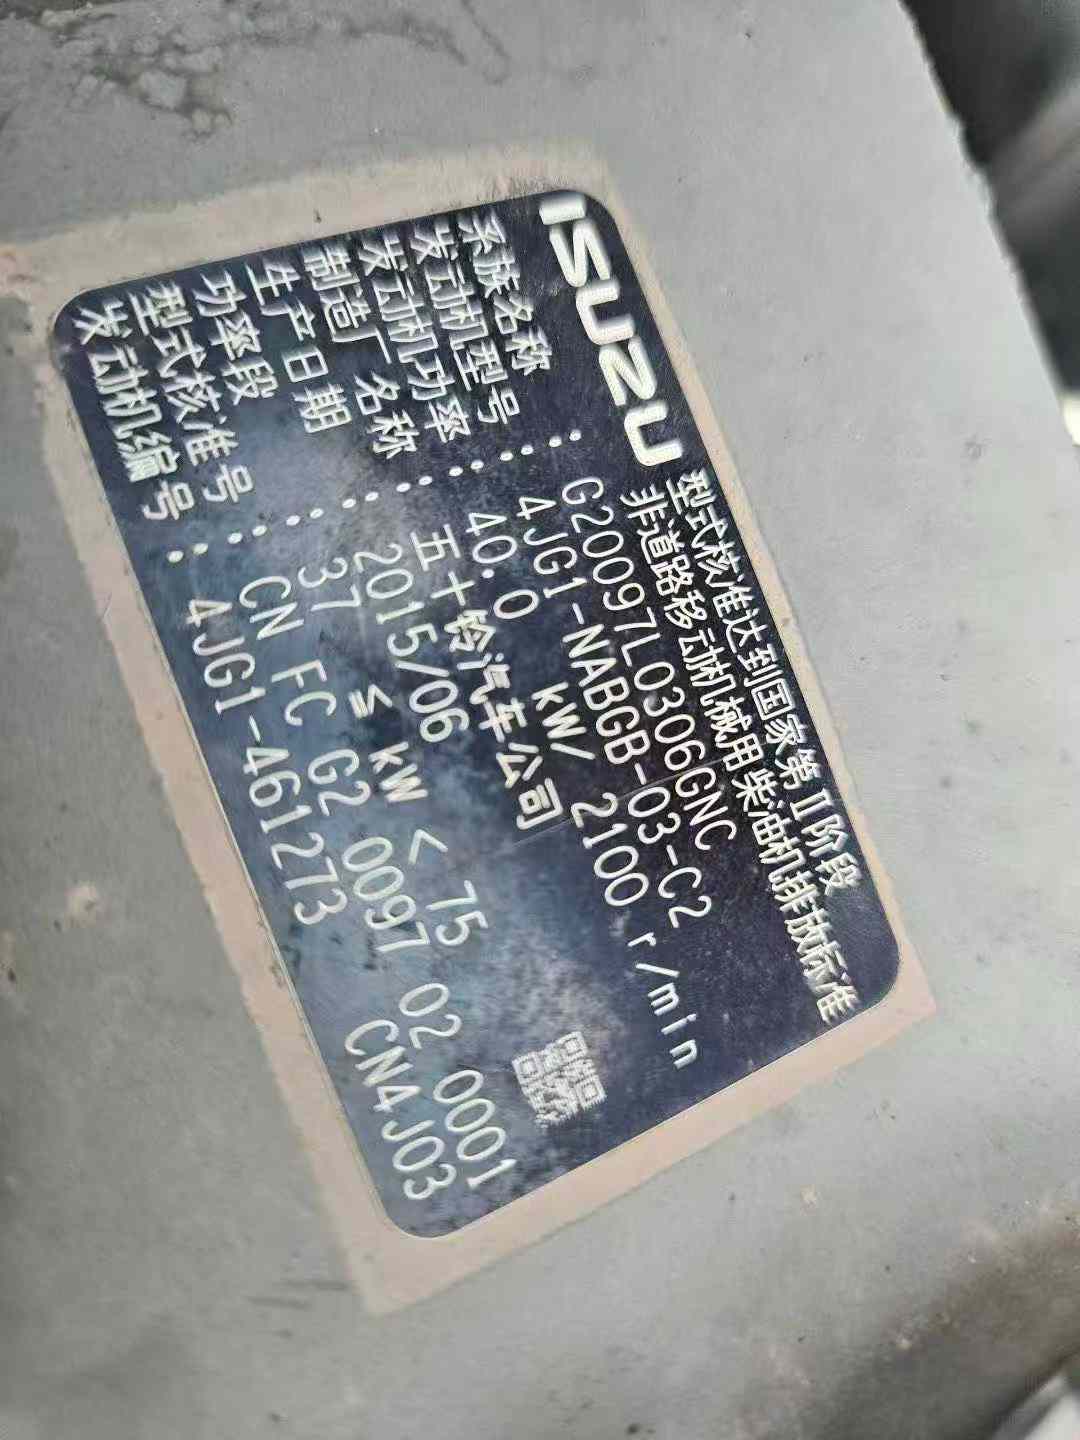 ISUZU
型式核准达到国家第Ⅱ阶段
非道路移动机械用柴油机排放标准
系族名称 : G20097L0306GNC
发动机型号 : 4JG1-NABGB-03-C2
发动机功率 : 40.0 kW/ 2100 r/min
制造厂 名称 : 五十铃汽车公司
生产日期 : 2015/06
功率段 : 37 ≤ kW < 75
型式核准号 : CN FC G2 0097 02 0001
发动机编号 : 4JG1-461273 CN4J03